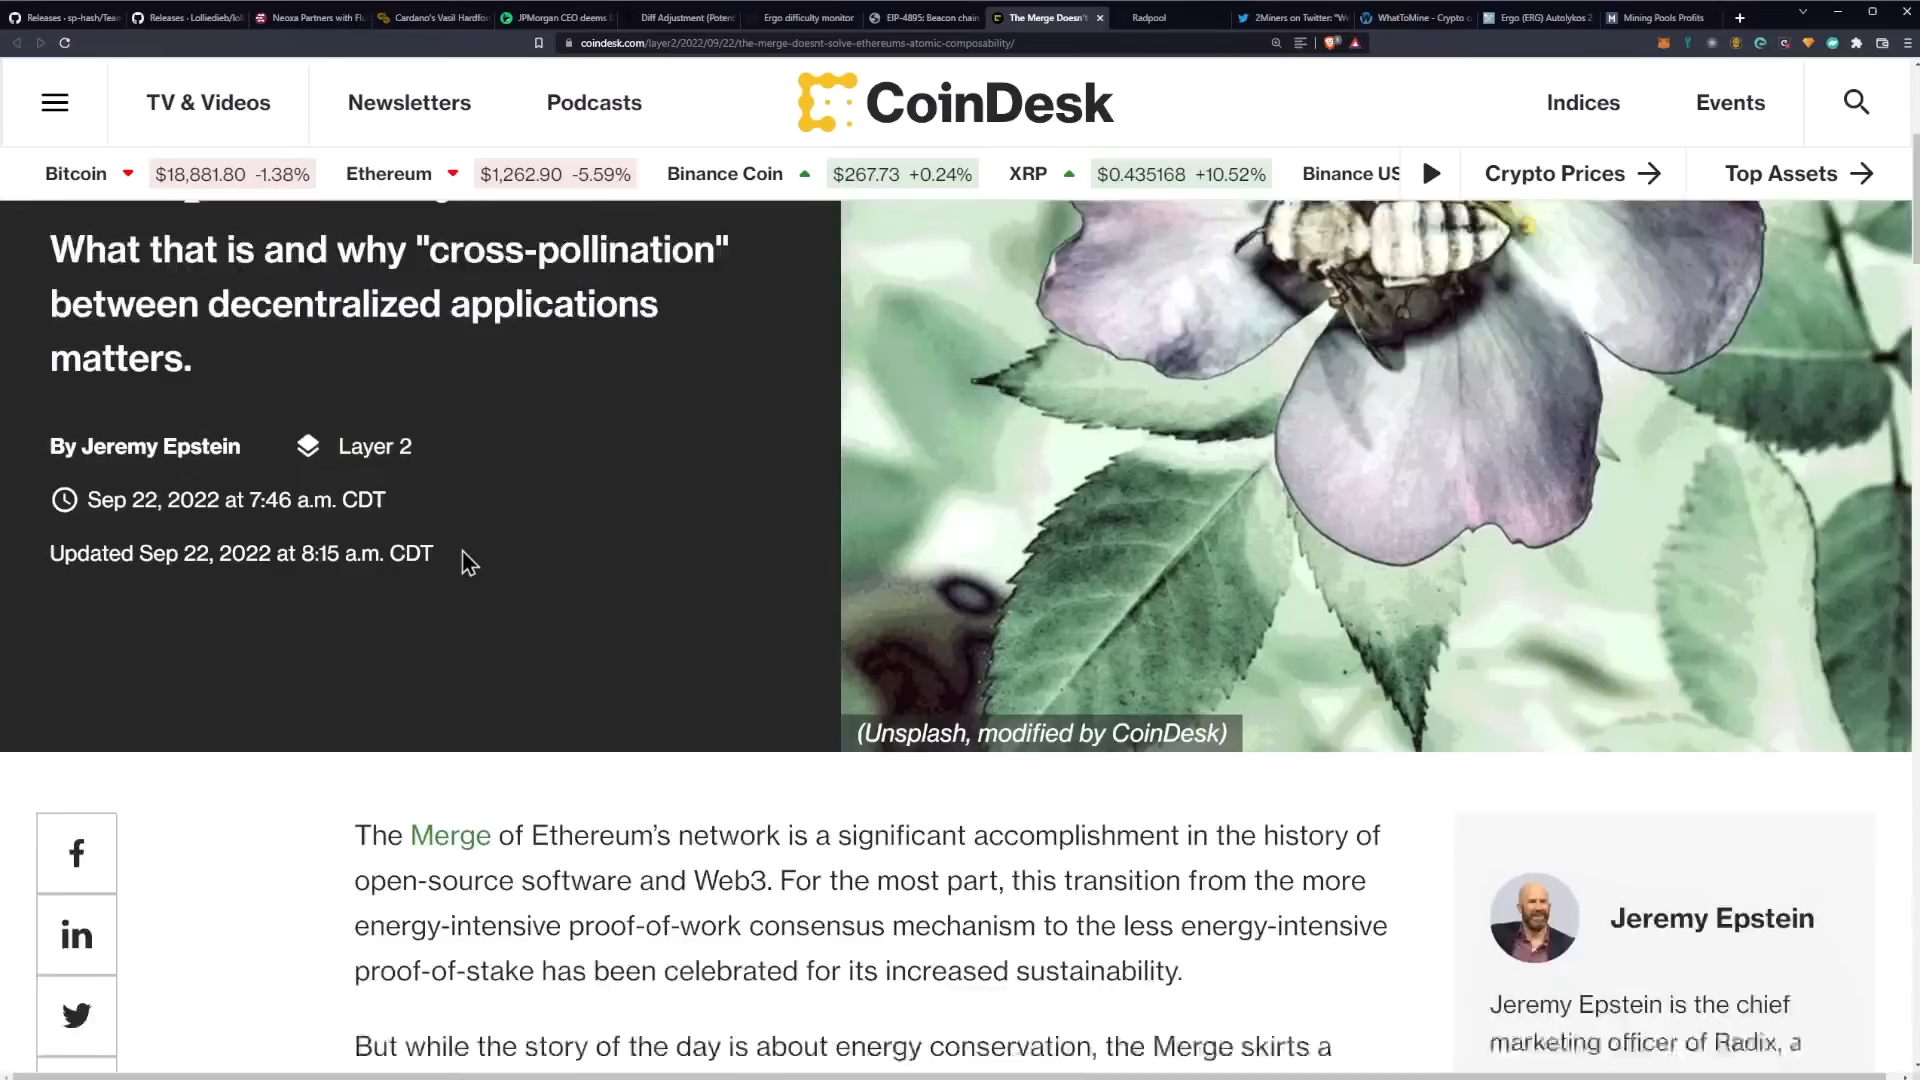 Releases · sp-hash/Tean
Releases · Lolliedieb/lol
Neoxa Partners with Flu
Cardano's Vasil Hardfor
JPMorgan CEO deems
Diff Adjustment (Potent
Ergo difficulty monitor
EIP-4895: Beacon chain
The Merge Doesn't
Radpool
2Miners on Twitter: "W
WhatToMine - Crypto c
Ergo (ERG) Autolykos 2
Mining Pools Profits
coindesk.com/layer2/2022/09/22/the-merge-doesnt-solve-ethereums-atomic-composability/
TV & Videos
Newsletters
Podcasts
CoinDesk
Indices
Events
Bitcoin $18,881.80 -1.38%
Ethereum $1,262.90 -5.59%
Binance Coin $267.73 +0.24%
XRP $0.435168 +10.52%
Binance US
Crypto Prices
Top Assets
What that is and why "cross-pollination"
between decentralized applications
matters.
By Jeremy Epstein
Layer 2
Sep 22, 2022 at 7:46 a.m. CDT
Updated Sep 22, 2022 at 8:15 a.m. CDT
(Unsplash, modified by CoinDesk)
The Merge of Ethereum's network is a significant accomplishment in the history of
open-source software and Web3. For the most part, this transition from the more
energy-intensive proof-of-work consensus mechanism to the less energy-intensive
proof-of-stake has been celebrated for its increased sustainability.
But while the story of the day is about energy conservation, the Merge skirts a
Jeremy Epstein
Jeremy Epstein is the chief
marketing officer of Radix, a